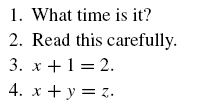 1. What time is it?
2. Read this carefully.
3. x + 1 = 2.
4. x + y = z.